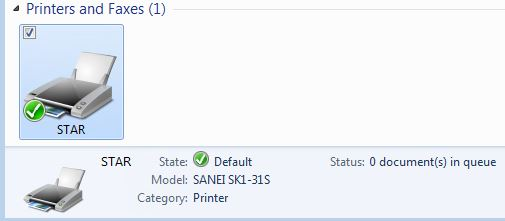 Printers and Faxes (1)
STAR
STAR State: Default Status: 0 document(s) in queue
Model: SANEI SK1-31S
Category: Printer